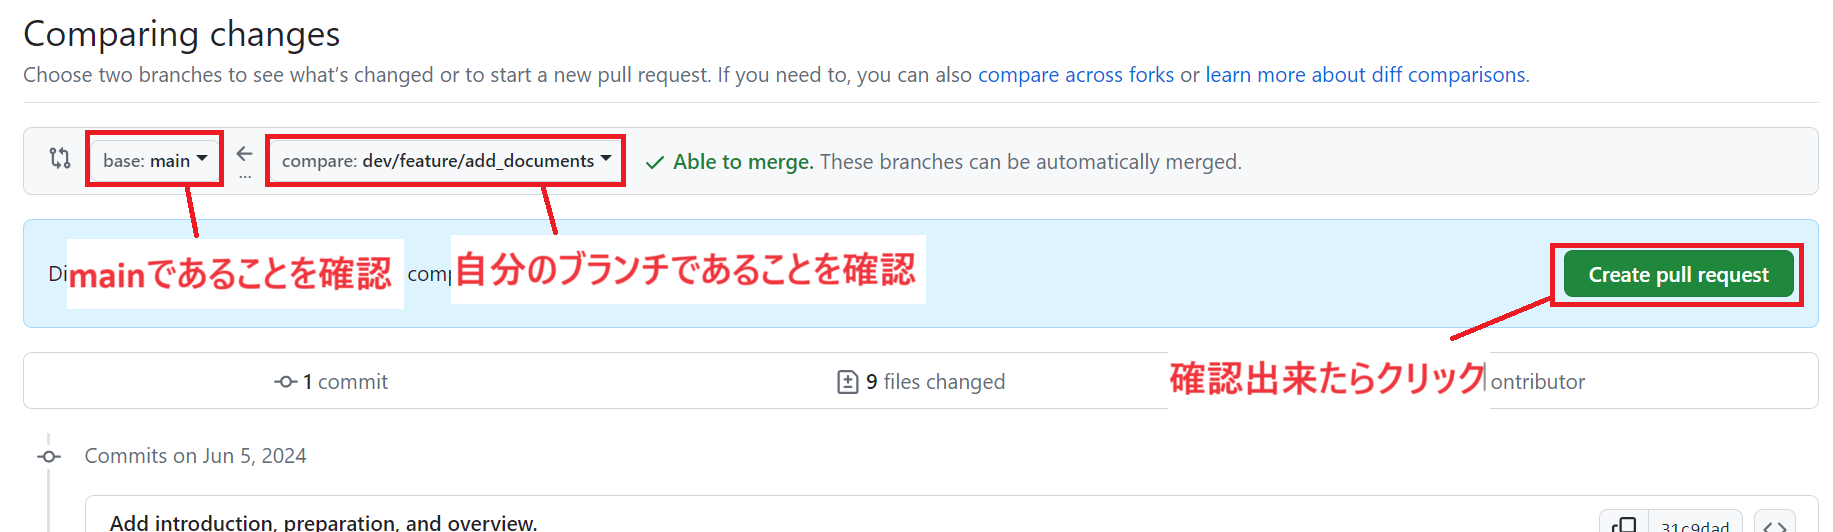 Comparing changes
Choose two branches to see what's changed or to start a new pull request. If you need to, you can also compare across forks or learn more about diff comparisons.
base: main ← compare: dev/feature/add_documents ✓ Able to merge. These branches can be automatically merged.
...
mainであることを確認
自分のブランチであることを確認
Create pull request
確認出来たらクリック
1 commit
9 files changed
Commits on Jun 5, 2024
Add introduction, preparation, and overview.
31c9dad